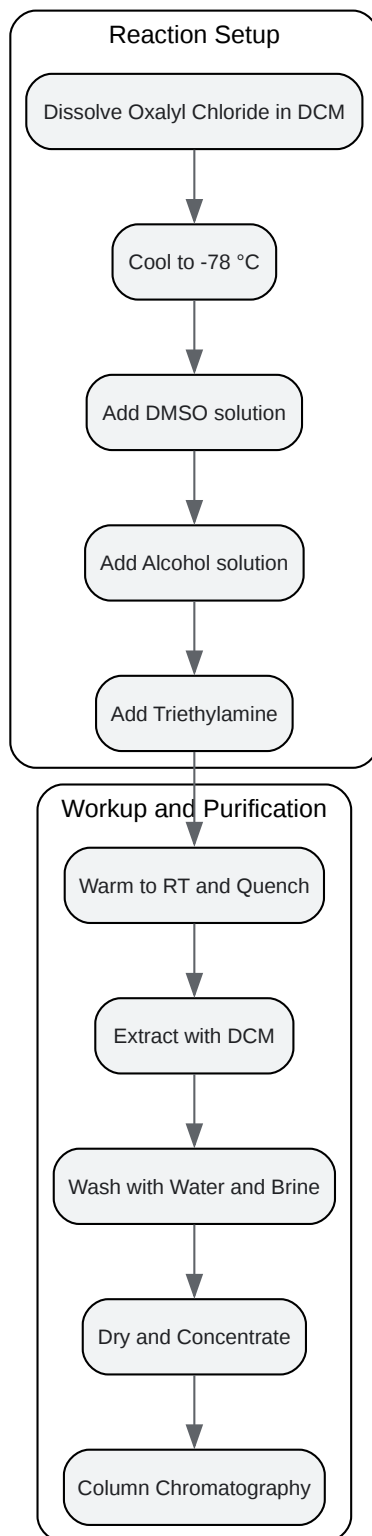 Reaction Setup
Dissolve Oxalyl Chloride in DCM
Cool to -78 °C
Add DMSO solution
Add Alcohol solution
Add Triethylamine
Workup and Purification
Warm to RT and Quench
Extract with DCM
Wash with Water and Brine
Dry and Concentrate
Column Chromatography